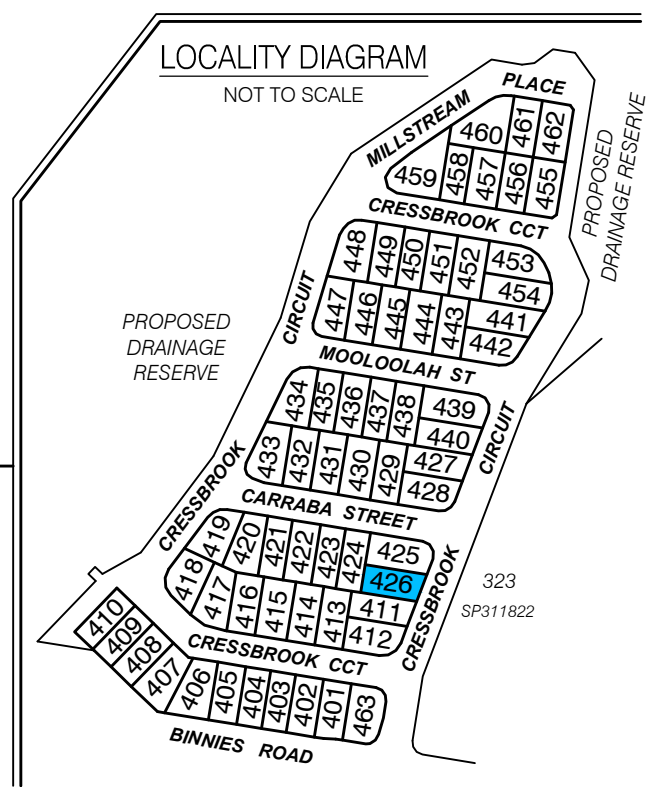 LOCALITY DIAGRAM
NOT TO SCALE
MILLSTREAM PLACE
460 461 462
459 458 457 456 455
PROPOSED
DRAINAGE RESERVE
CRESSBROOK CCT
448 449 450 451 452 453
454
447 446 445 444 443 441
442
CIRCUIT
PROPOSED
DRAINAGE
RESERVE
MOOLOOLAH ST
434 435 436 437 438 439
440
433 432 431 430 429 427
428
CIRCUIT
CRESSBROOK
CARRABA STREET
419 420 421 422 423 424 425
426
418 417 416 415 414 413 411
412
CRESSBROOK
323
SP311822
CRESSBROOK CCT
410
409
408
407
406 405 404 403 402 401 463
BINNIES ROAD